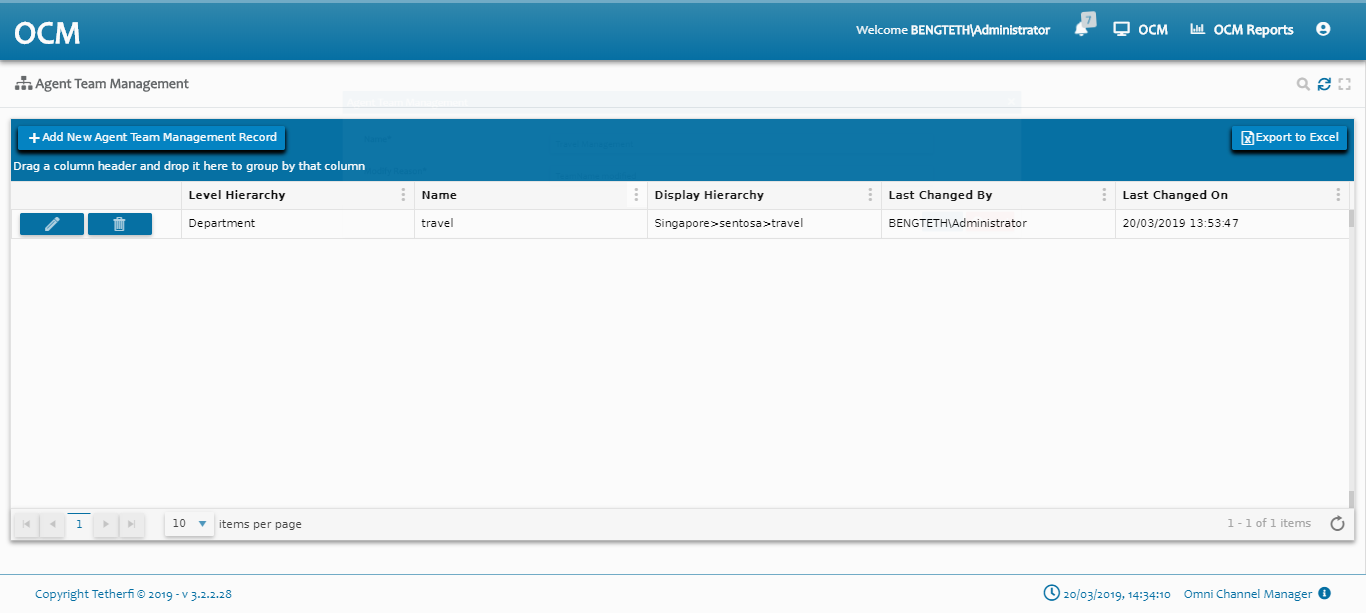 OCM
Welcome BENGTETH\Administrator
7
OCM
OCM Reports
Agent Team Management
Add New Agent Team Management Record
Export to Excel
Drag a column header and drop it here to group by that column
Level Hierarchy Name Display Hierarchy Last Changed By Last Changed On
Department travel Singapore>sentosa>travel BENGTETH\Administrator 20/03/2019 13:53:47
1 10 items per page 1 - 1 of 1 items
Copyright Tetherfi © 2019 - v 3.2.2.28 20/03/2019, 14:34:10 Omni Channel Manager